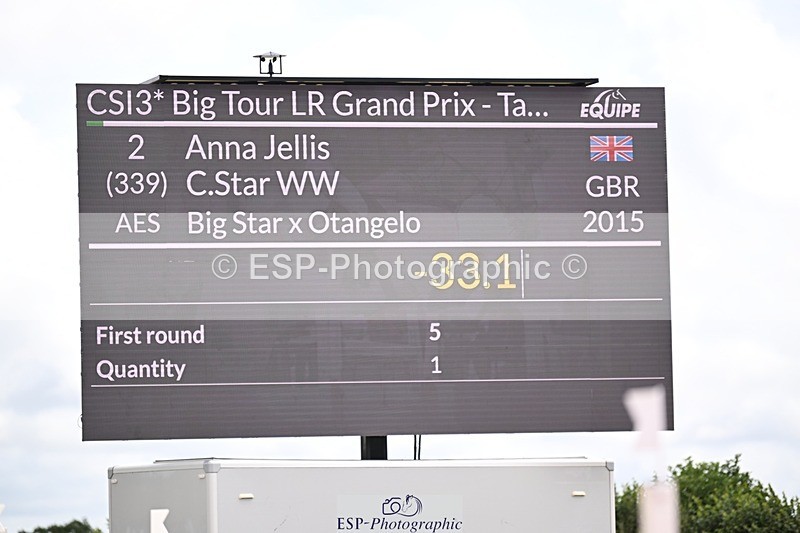 CSI3* Big Tour LR Grand Prix - Ta...
EQUIPE
2 Anna Jellis
(339) C.Star WW GBR
AES Big Star x Otangelo 2015
-33.1
© ESP-Photographic ©
First round 5
Quantity 1
ESP-Photographic